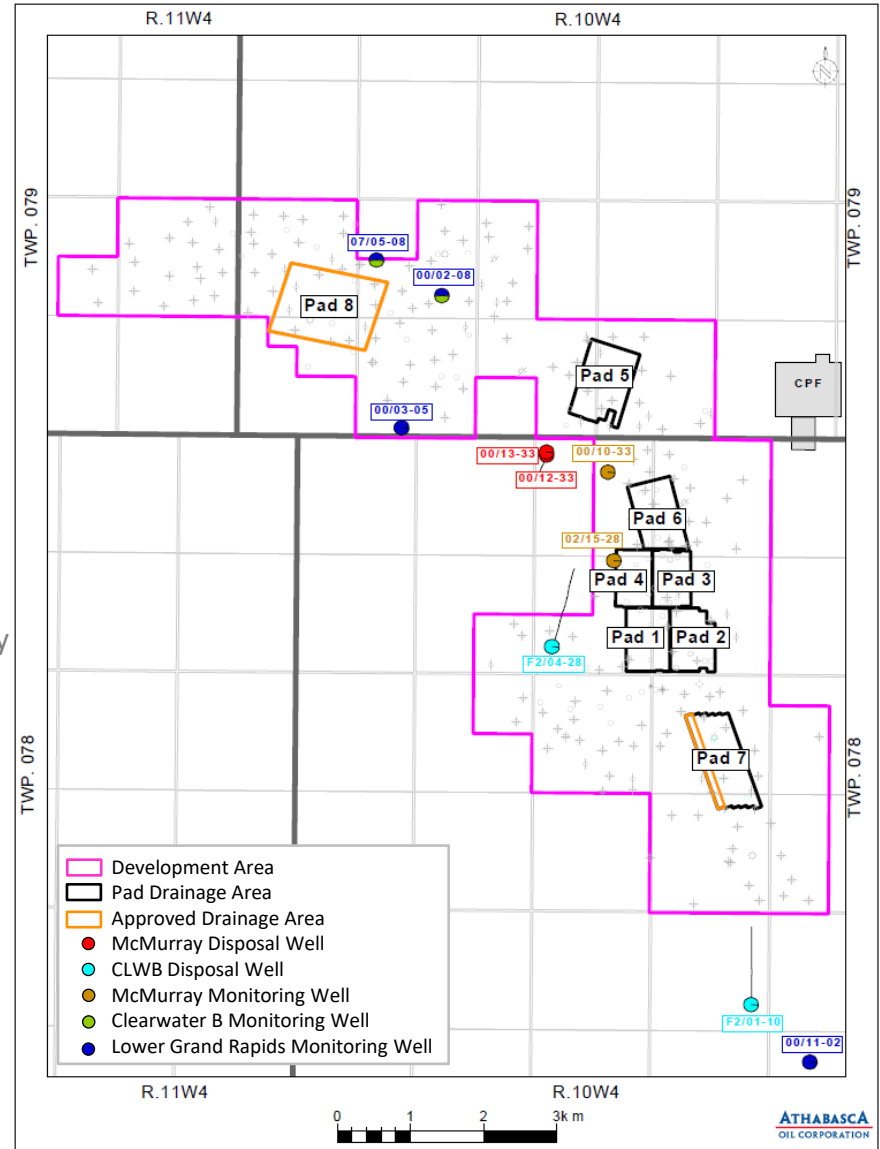 R.11W4
R.10W4
N
TWP. 079
TWP. 079
07/05-08
00/02-08
Pad 8
Pad 5
CPF
00/03-05
00/13-33
00/10-33
00/12-33
Pad 6
02/15-28
Pad 4
Pad 3
Pad 1
Pad 2
F2/04-28
y
TWP. 078
TWP. 078
Pad 7
Development Area
Pad Drainage Area
Approved Drainage Area
McMurray Disposal Well
CLWB Disposal Well
McMurray Monitoring Well
Clearwater B Monitoring Well
Lower Grand Rapids Monitoring Well
F2/01-10
00/11-02
R.11W4
R.10W4
0 1 2 3k m
ATHABASCA
OIL CORPORATION